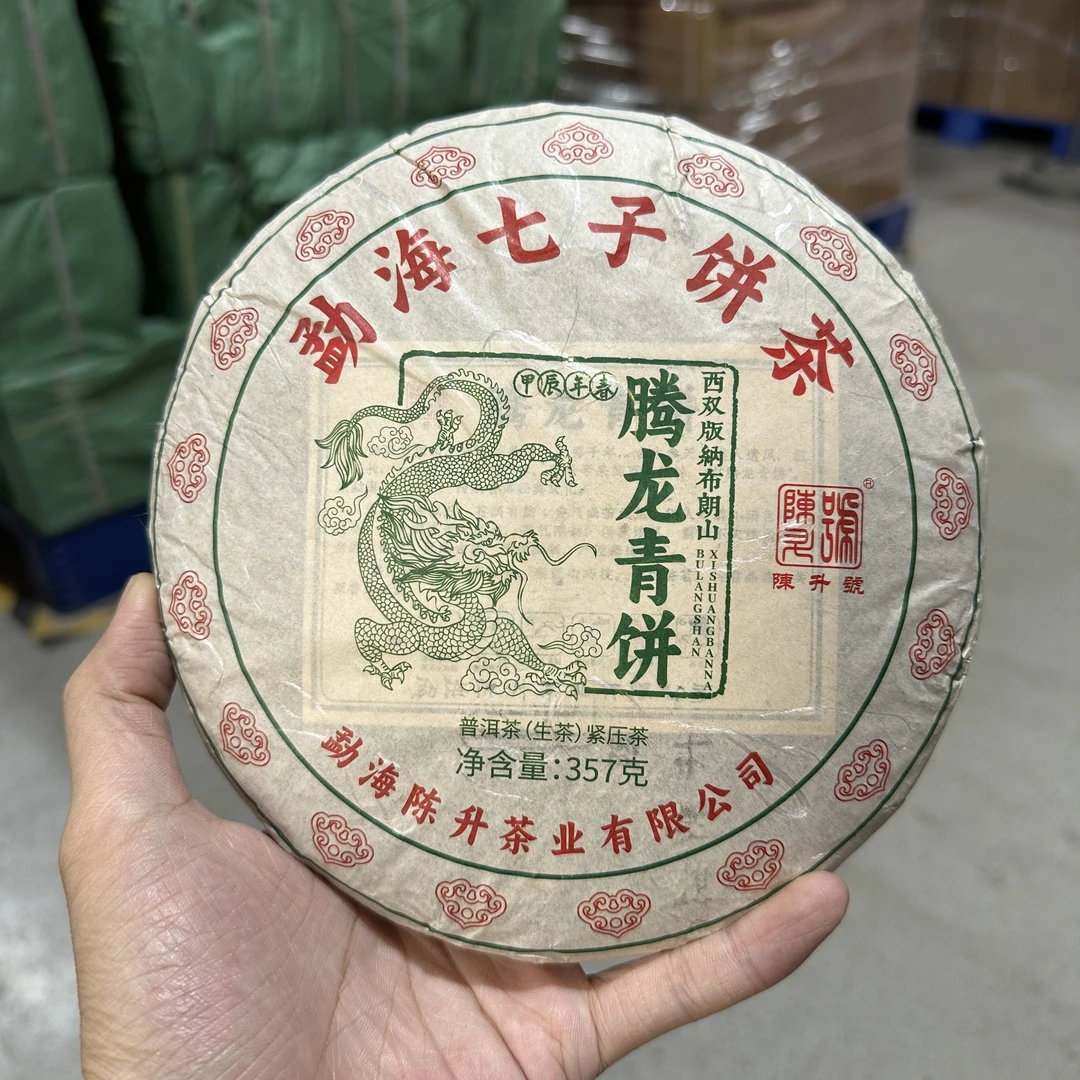 勐海七子饼茶
甲辰年春
腾龙青饼
西双版納布朗山
XISHUANGBANNA
BULANGSHAN
陳升號
®
陳升號
普洱茶（生茶）紧压茶
净含量：357克
勐海陈升茶业有限公司